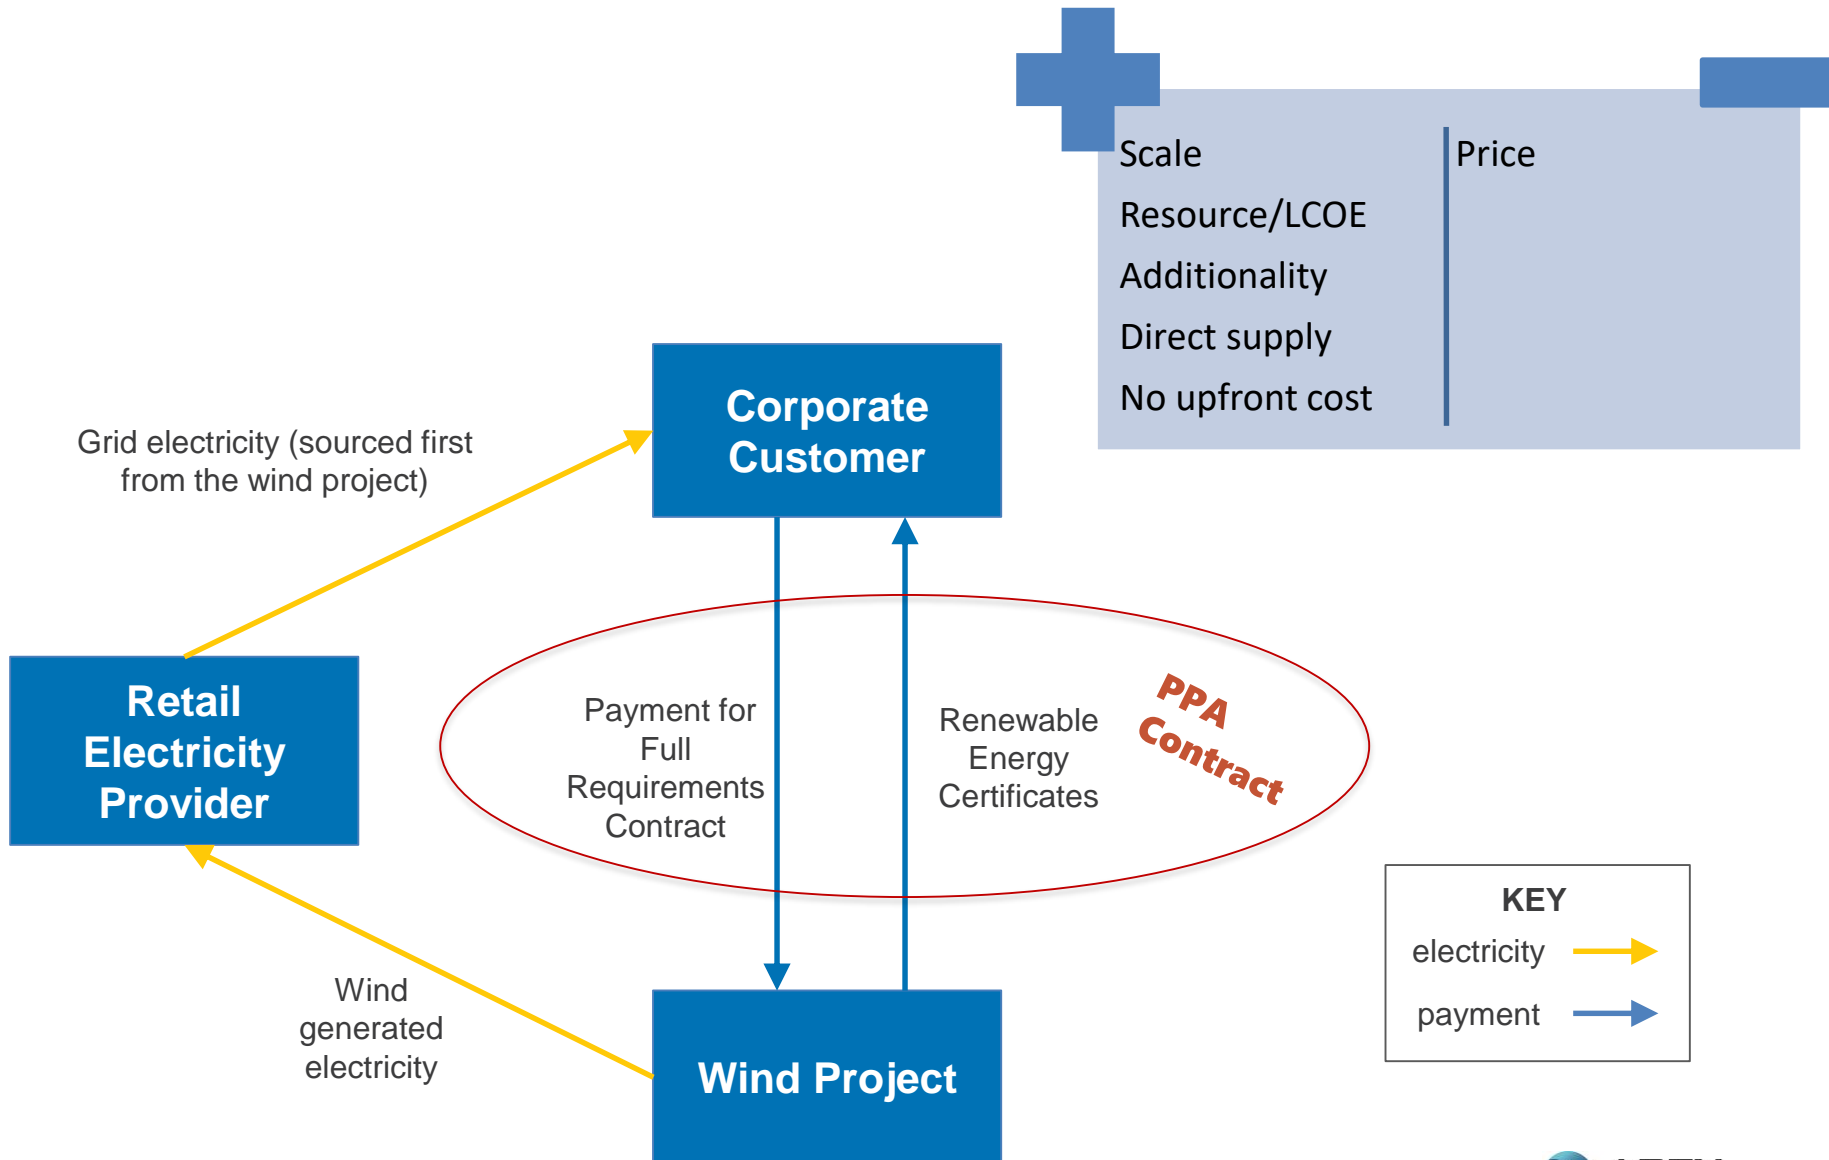 Scale
Resource/LCOE
Additionality
Direct supply
No upfront cost
Price
Corporate
Customer
Grid electricity (sourced first
from the wind project)
Retail
Electricity
Provider
Payment for
Full
Requirements
Contract
Renewable
Energy
Certificates
PPA
Contract
Wind
generated
electricity
Wind Project
KEY
electricity
payment